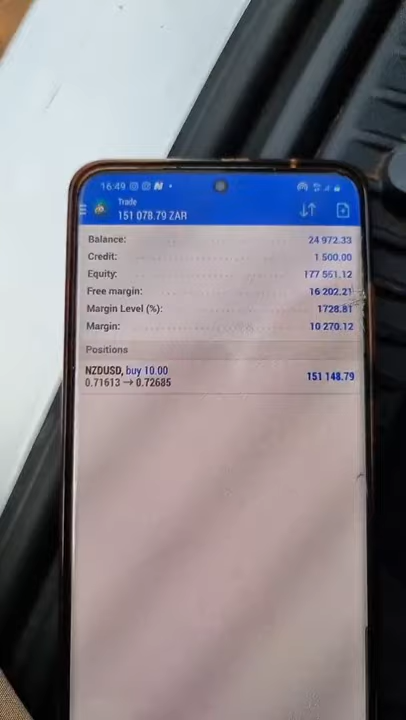 16:49
Trade
151 078.79 ZAR
Balance: 24 972.33
Credit: 1 500.00
Equity: 177 551.12
Free margin: 16 202.21
Margin Level (%): 1728.81
Margin: 10 270.12
Positions
NZDUSD, buy 10.00
0.71613 → 0.72685 151 148.79